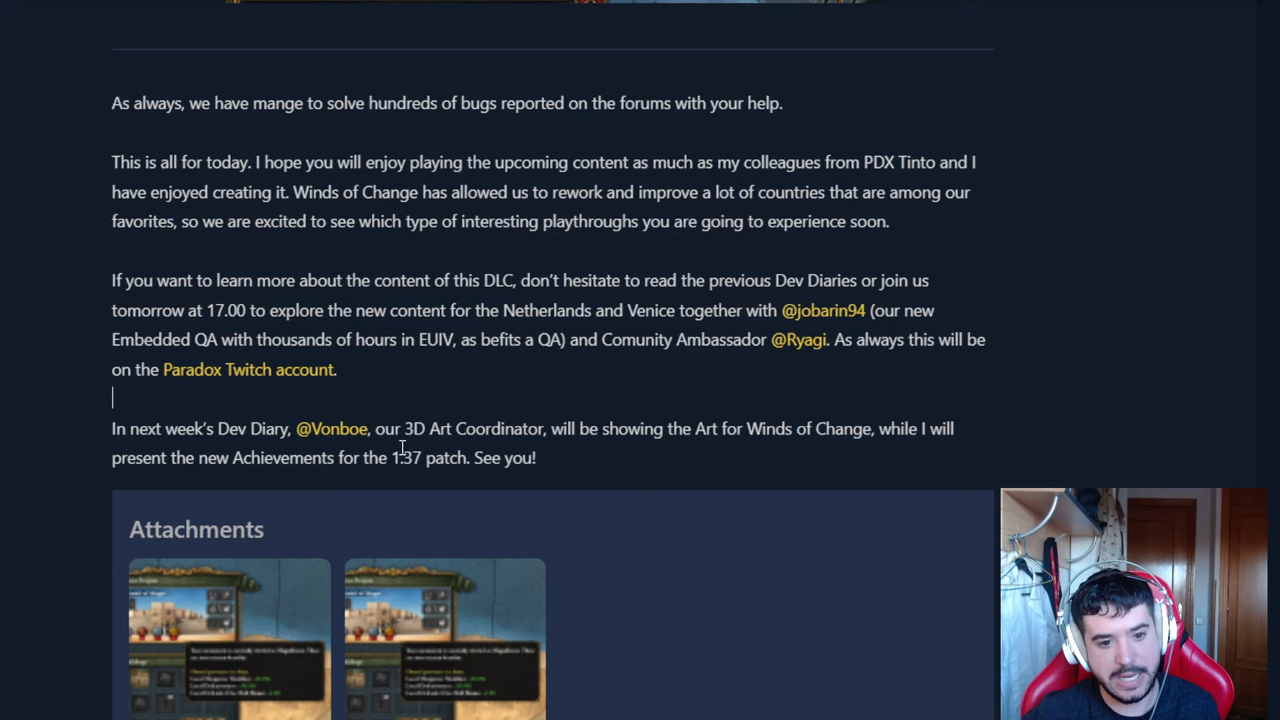 As always, we have mange to solve hundreds of bugs reported on the forums with your help.
This is all for today. I hope you will enjoy playing the upcoming content as much as my colleagues from PDX Tinto and I
have enjoyed creating it. Winds of Change has allowed us to rework and improve a lot of countries that are among our
favorites, so we are excited to see which type of interesting playthroughs you are going to experience soon.
If you want to learn more about the content of this DLC, don't hesitate to read the previous Dev Diaries or join us
tomorrow at 17.00 to explore the new content for the Netherlands and Venice together with @jobarin94 (our new
Embedded QA with thousands of hours in EUIV, as befits a QA) and Comunity Ambassador @Ryagi. As always this will be
on the Paradox Twitch account.
In next week's Dev Diary, @Vonboe, our 3D Art Coordinator, will be showing the Art for Winds of Change, while I will
present the new Achievements for the 1.37 patch. See you!
Attachments